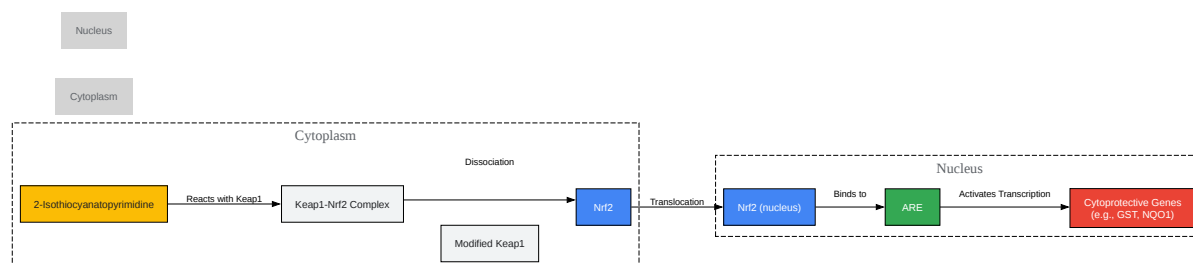 Nucleus
Cytoplasm
Cytoplasm
Dissociation
2-Isothiocyanatopyrimidine
Reacts with Keap1
Keap1-Nrf2 Complex
Nrf2
Modified Keap1
Translocation
Nucleus
Nrf2 (nucleus)
Binds to
ARE
Activates Transcription
Cytoprotective Genes
(e.g., GST, NQO1)